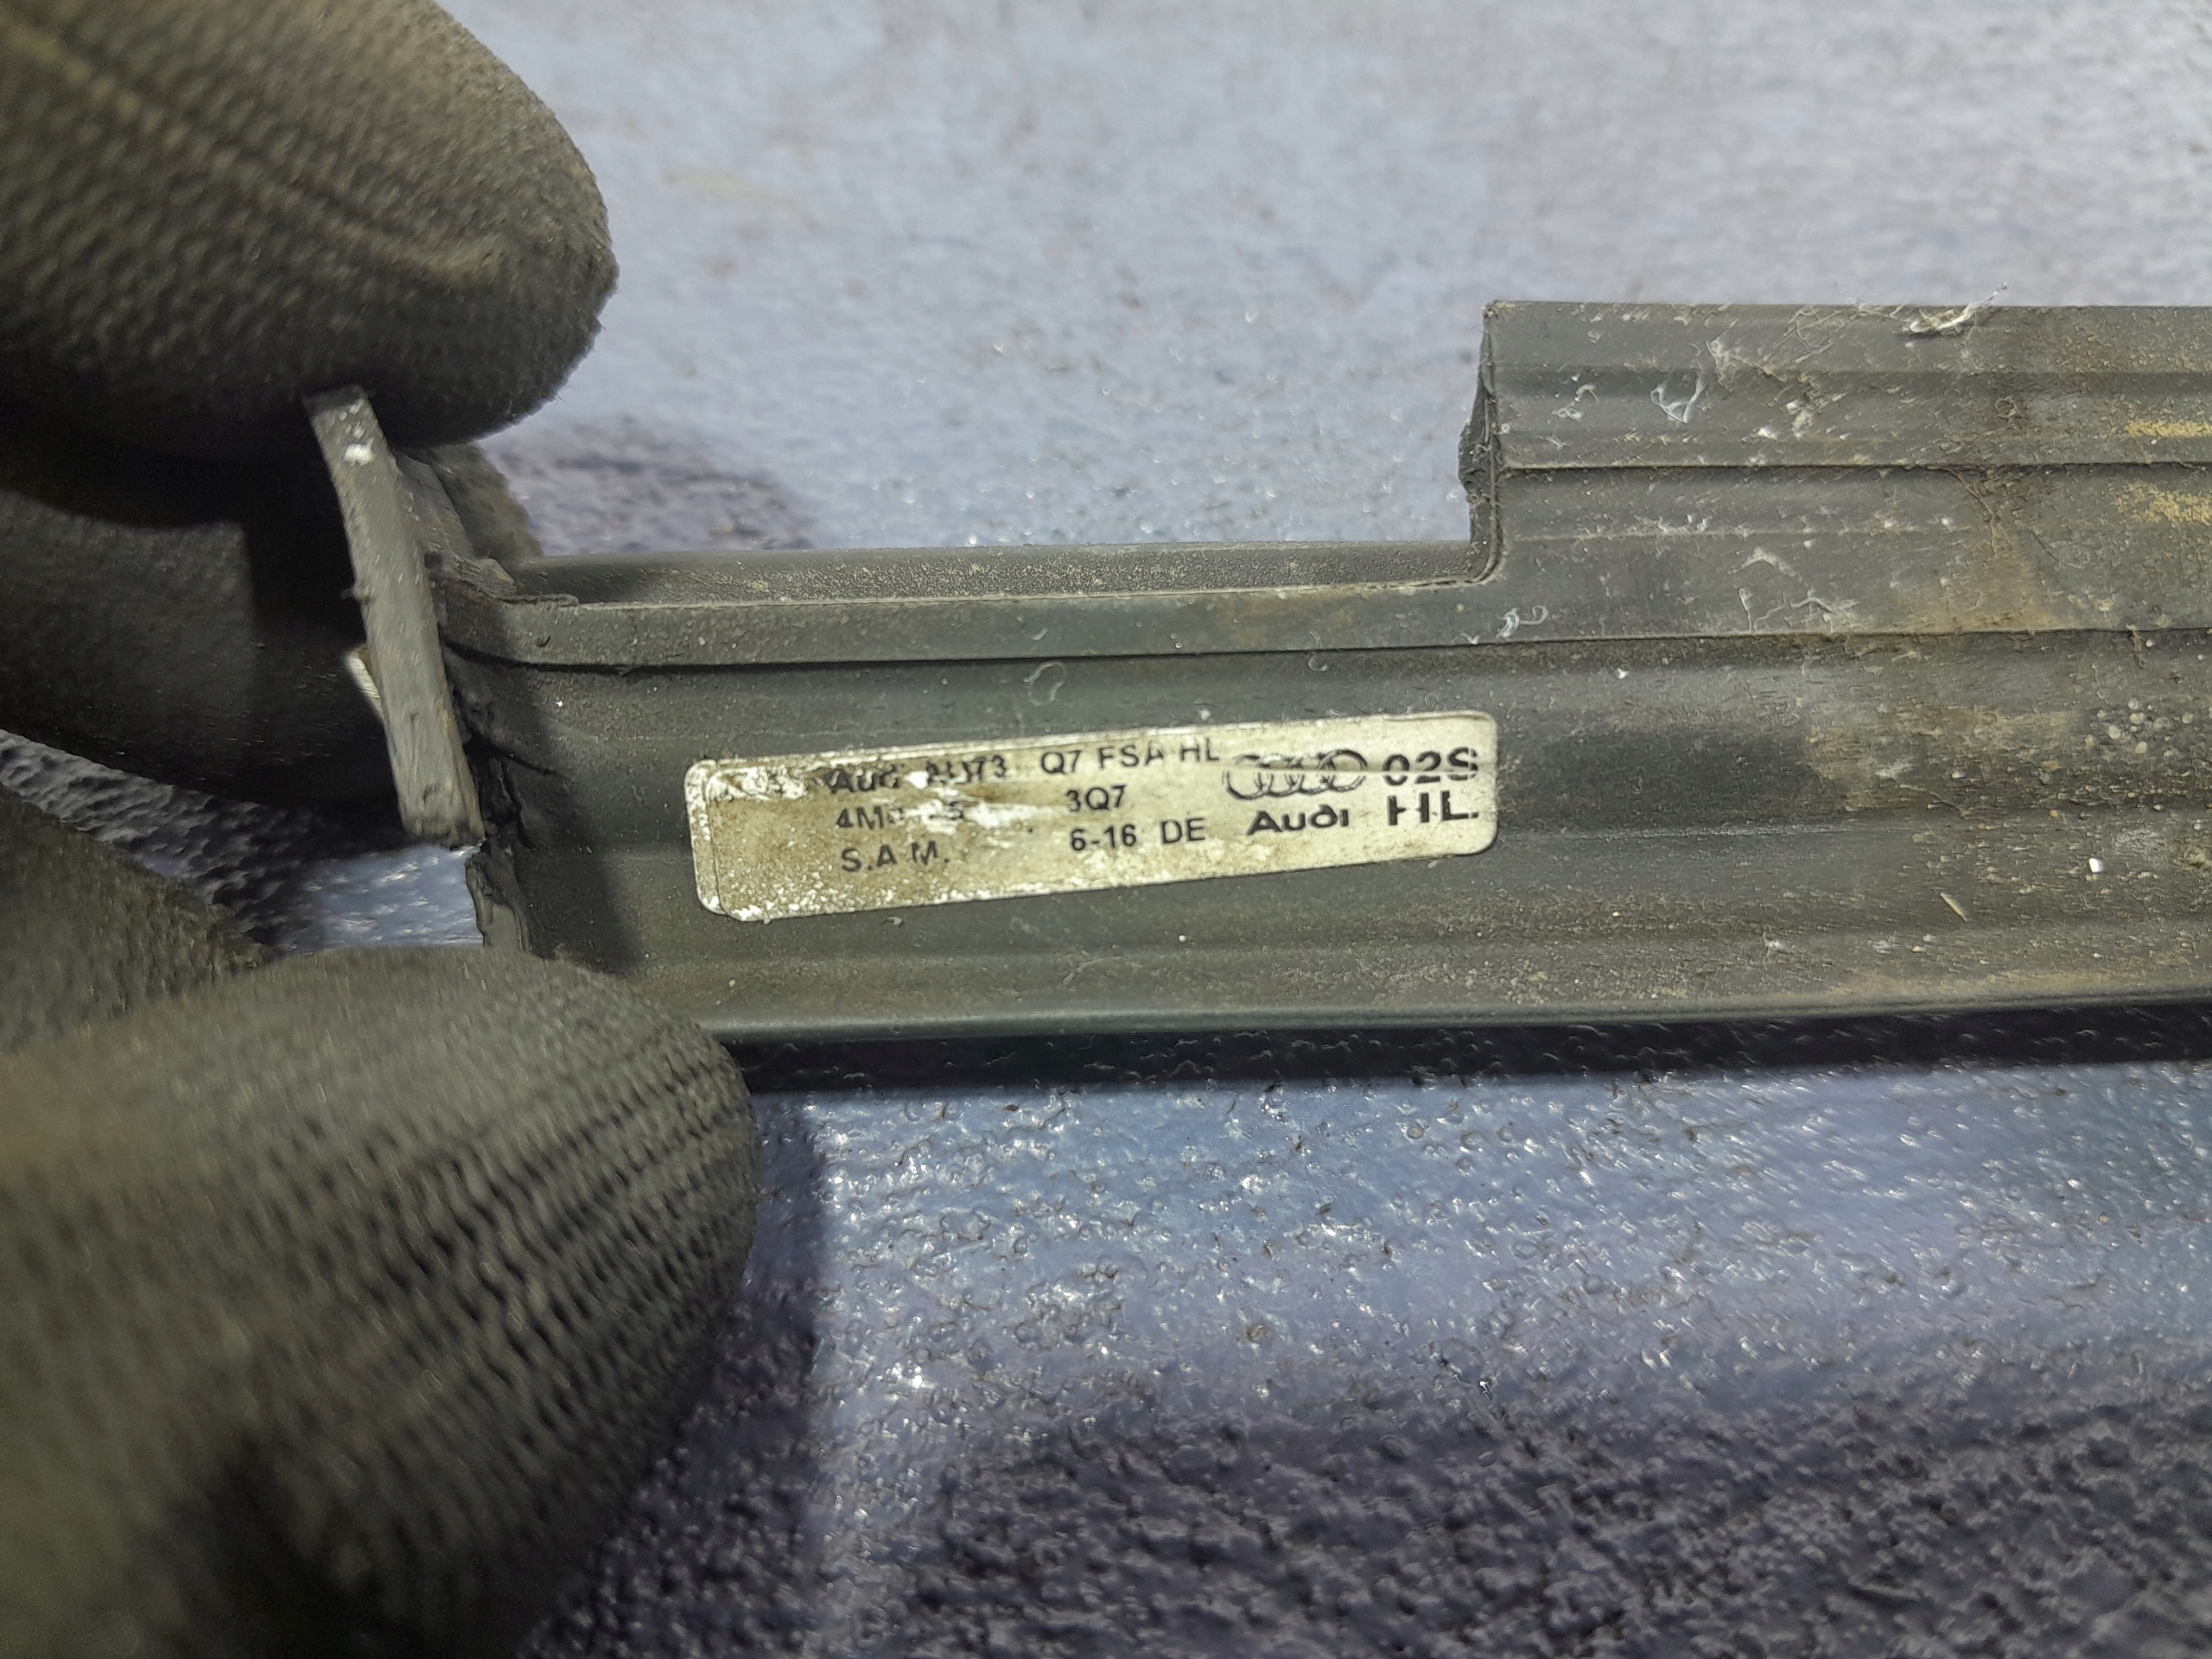 Q7 FSA HL
3Q7
S.A.M. 6-16 DE
Audi
02S
HL.